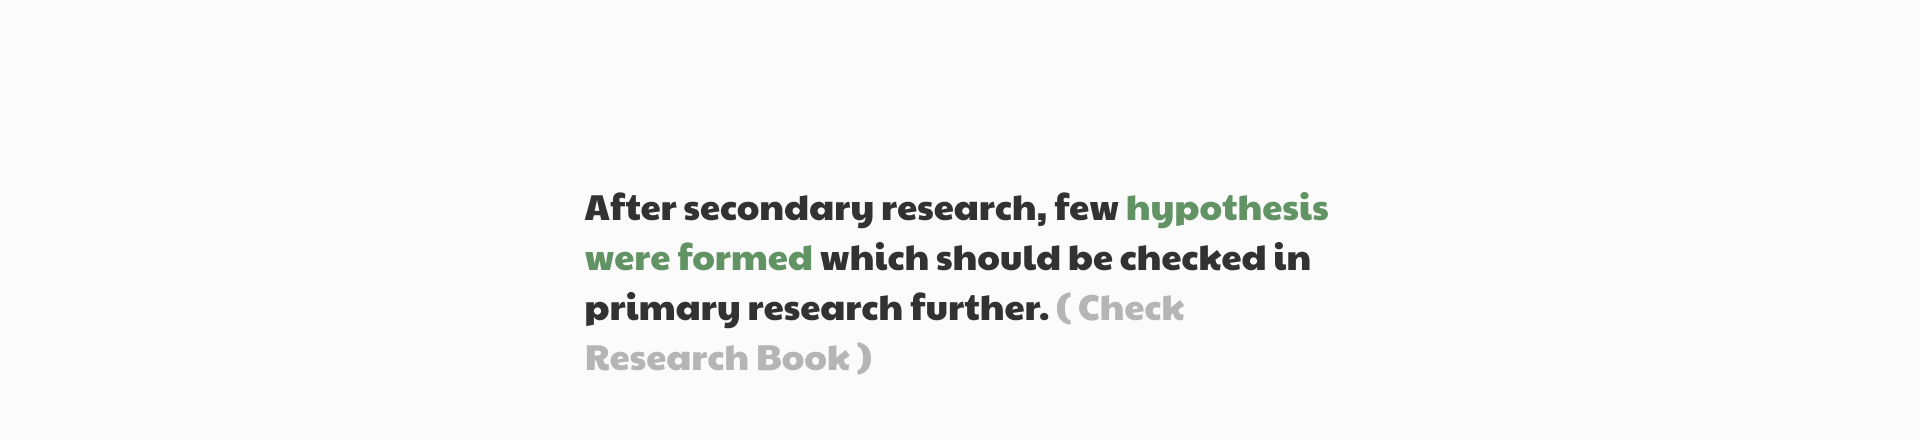 After secondary research, few hypothesis
were formed which should be checked in
primary research further. ( Check
Research Book )